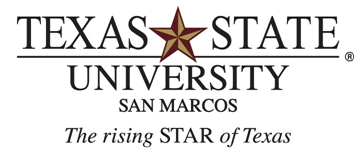 TEXAS STATE
®
UNIVERSITY
SAN MARCOS
The rising STAR of Texas